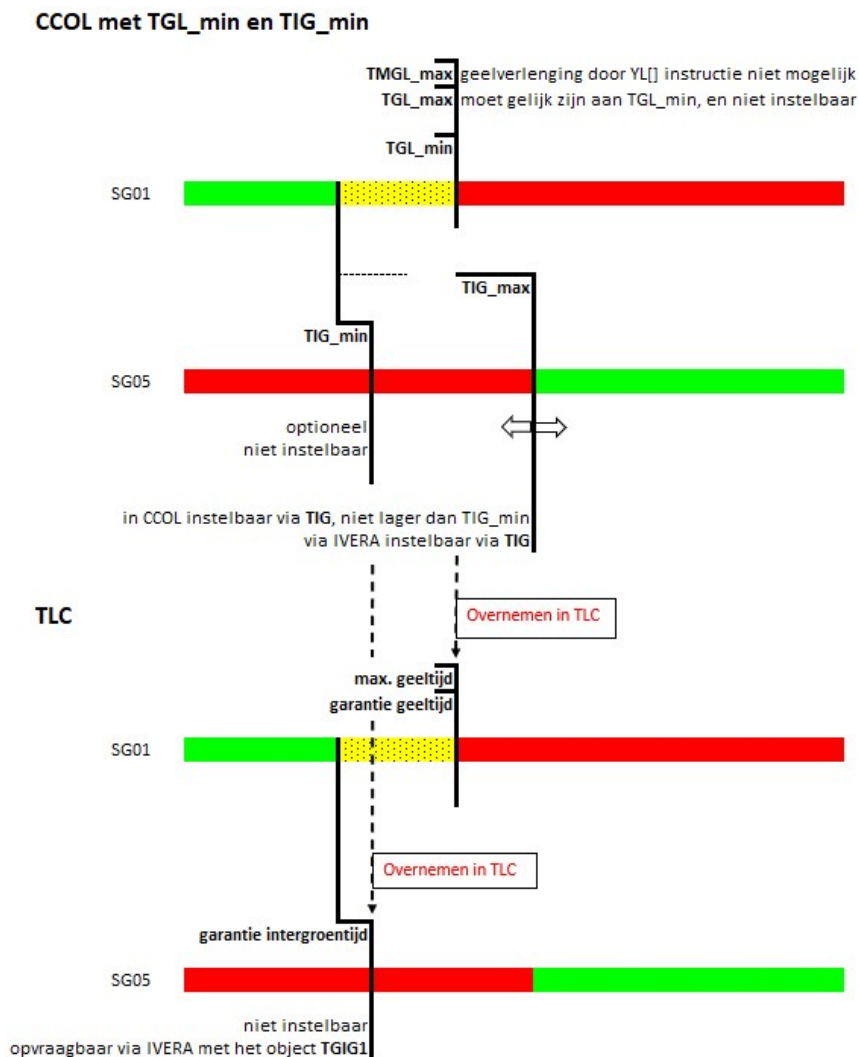 CCOL met TGL_min en TIG_min
TMGL_max geelverlenging door YL[] instructie niet mogelijk
TGL_max moet gelijk zijn aan TGL_min, en niet instelbaar
TGL_min
SG01
TIG_max
TIG_min
SG05
optioneel
niet instelbaar
in CCOL instelbaar via TIG, niet lager dan TIG_min
via IVERA instelbaar via TIG
TLC
Overnemen in TLC
max. geeltijd
garantie geeltijd
SG01
Overnemen in TLC
garantie intergroentijd
SG05
niet instelbaar
opvraagbaar via IVERA met het object TGIG1